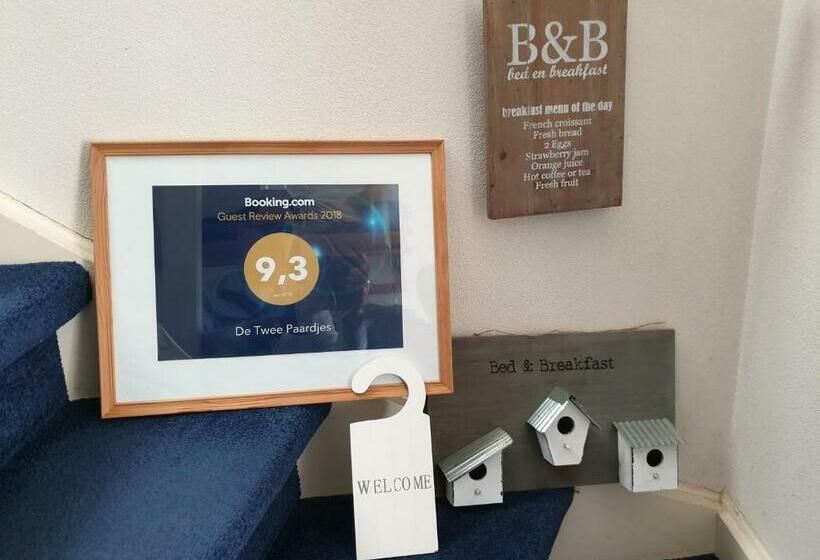 B&B
bed en breakfast
breakfast menu of the day
French croissant
Fresh bread
2 Eggs
Strawberry jam
Orange juice
Hot coffee or tea
Fresh fruit
Booking.com
Guest Review Awards 2018
9,3
De Twee Paardjes
Bed & Breakfast
WELCOME